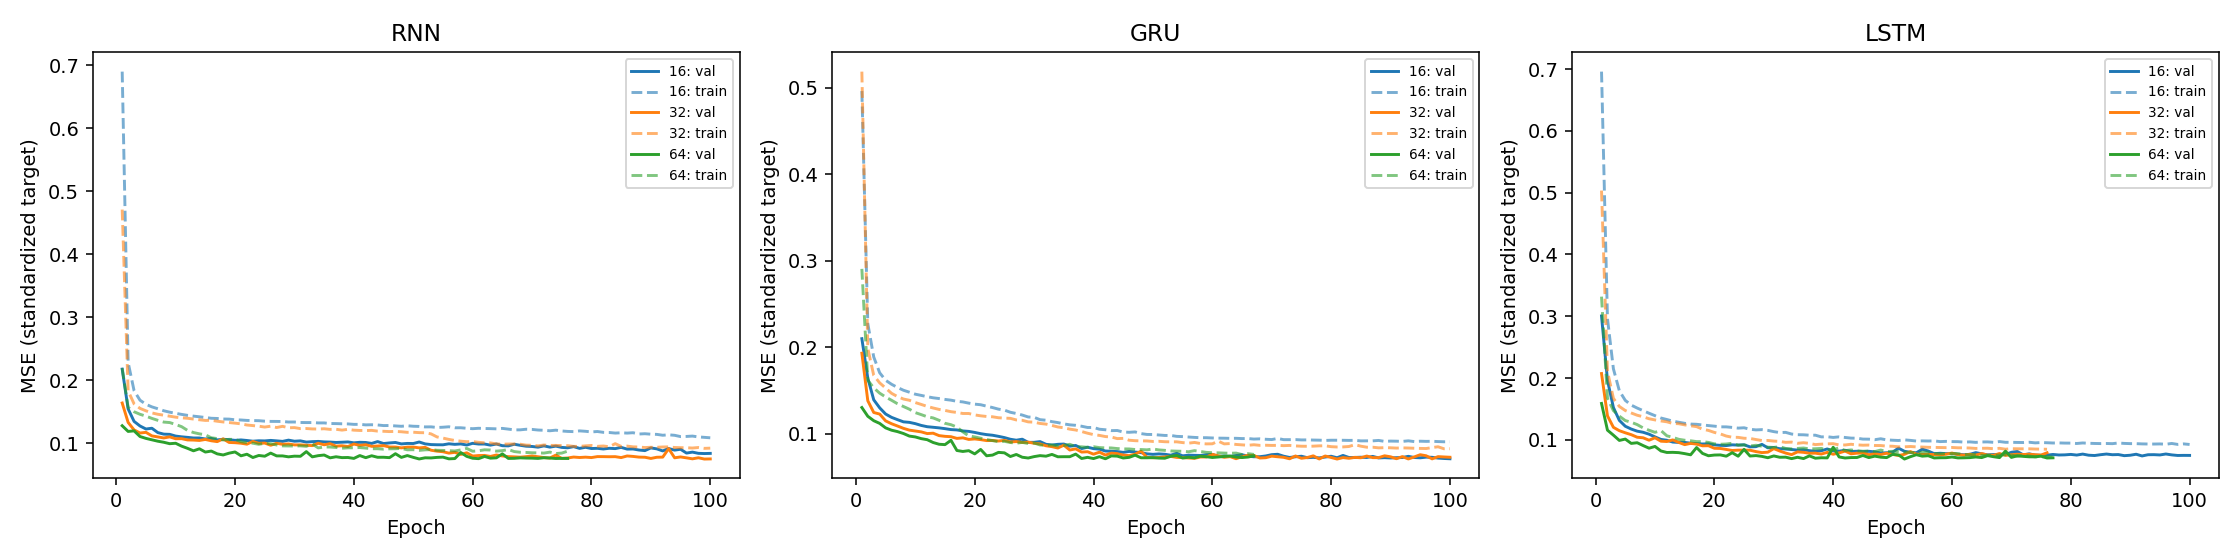 RNN
MSE (standardized target)
0.7
0.6
0.5
0.4
0.3
0.2
0.1
0
20
40
60
80
100
Epoch
16: val
16: train
32: val
32: train
64: val
64: train
GRU
MSE (standardized target)
0.5
0.4
0.3
0.2
0.1
0
20
40
60
80
100
Epoch
16: val
16: train
32: val
32: train
64: val
64: train
LSTM
MSE (standardized target)
0.7
0.6
0.5
0.4
0.3
0.2
0.1
0
20
40
60
80
100
Epoch
16: val
16: train
32: val
32: train
64: val
64: train